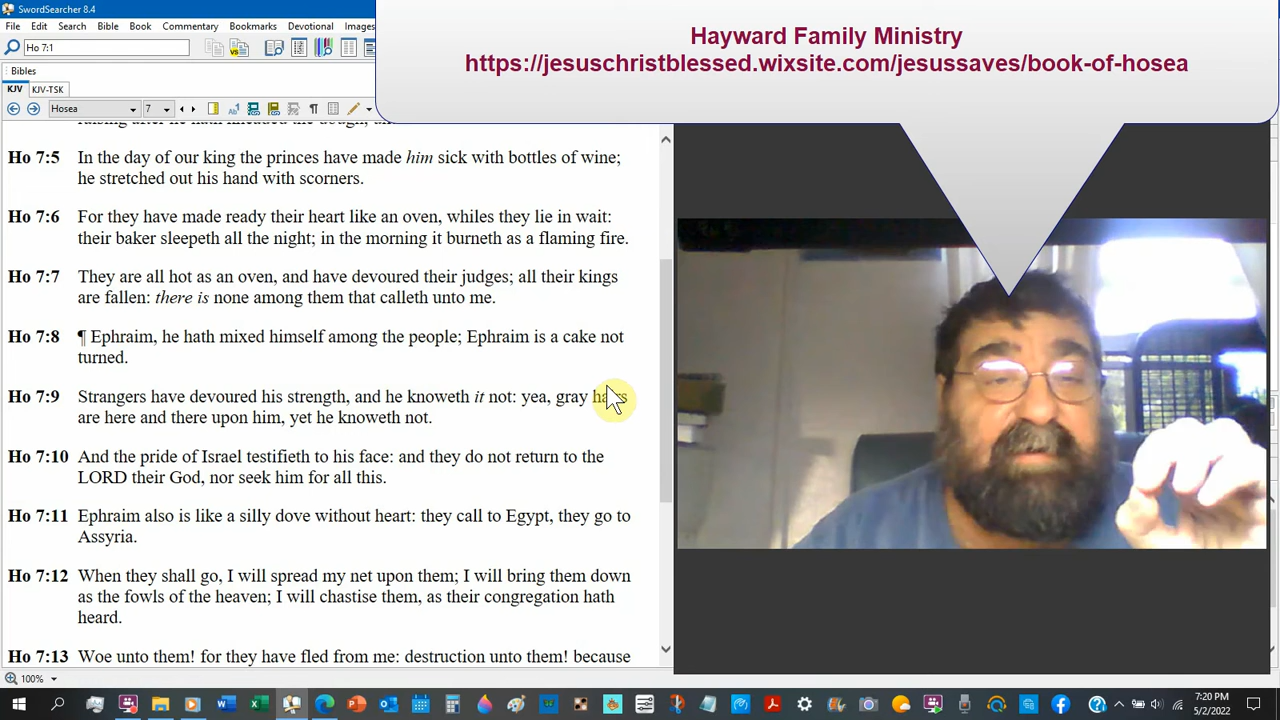 SwordSearcher 8.4
File Edit Search Bible Book Commentary Bookmarks Devotional Images
Ho 7:1
Bibles
KJV KJV-TSK
Hosea 7
Ho 7:5 In the day of our king the princes have made him sick with bottles of wine;
he stretched out his hand with scorners.
Ho 7:6 For they have made ready their heart like an oven, whiles they lie in wait:
their baker sleepeth all the night; in the morning it burneth as a flaming fire.
Ho 7:7 They are all hot as an oven, and have devoured their judges; all their kings
are fallen: there is none among them that calleth unto me.
Ho 7:8 ¶ Ephraim, he hath mixed himself among the people; Ephraim is a cake not
turned.
Ho 7:9 Strangers have devoured his strength, and he knoweth it not: yea, gray hairs
are here and there upon him, yet he knoweth not.
Ho 7:10 And the pride of Israel testifieth to his face: and they do not return to the
LORD their God, nor seek him for all this.
Ho 7:11 Ephraim also is like a silly dove without heart: they call to Egypt, they go to
Assyria.
Ho 7:12 When they shall go, I will spread my net upon them; I will bring them down
as the fowls of the heaven; I will chastise them, as their congregation hath
heard.
Ho 7:13 Woe unto them! for they have fled from me: destruction unto them! because
100%
Hayward Family Ministry
https://jesuschristblessed.wixsite.com/jesussaves/book-of-hosea
7:20 PM
5/2/2022